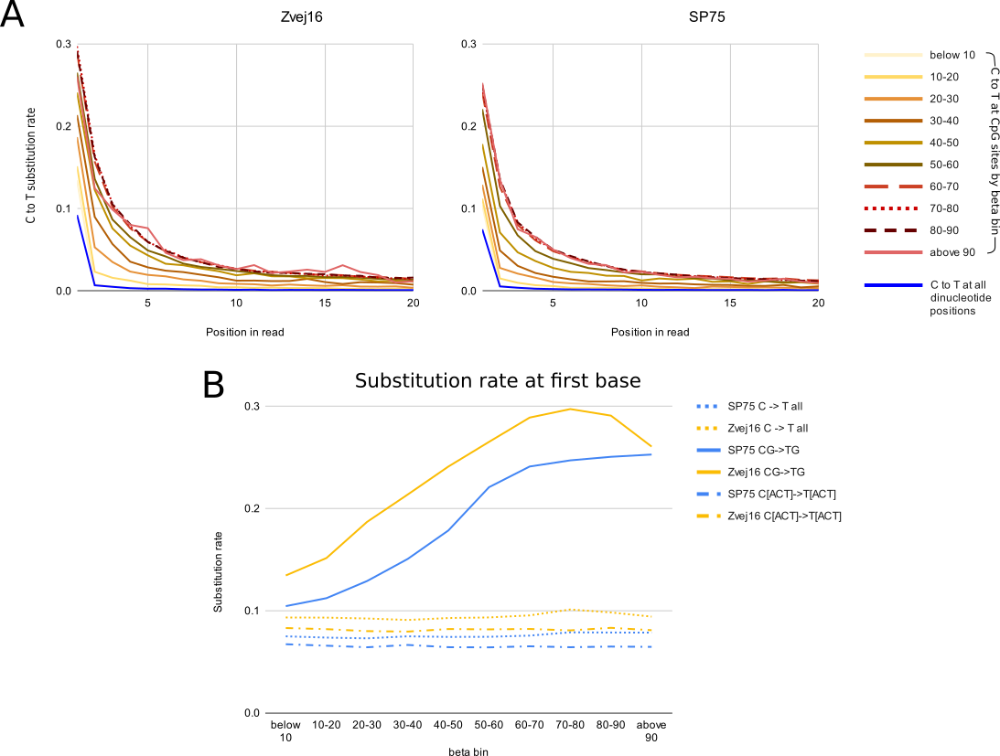 A
Zvej16
SP75
C to T substitution rate
0.3
0.2
0.1
0.0
5
10
15
20
Position in read
0.3
0.2
0.1
0.0
5
10
15
20
Position in read
below 10
10-20
20-30
30-40
40-50
50-60
60-70
70-80
80-90
above 90
C to T at CpG sites by beta bin
C to T at all
dinucleotide
positions
B
Substitution rate at first base
Substitution rate
0.3
0.2
0.1
0.0
below
10
10-20
20-30
30-40
40-50
50-60
60-70
70-80
80-90
above
90
beta bin
SP75 C -> T all
Zvej16 C -> T all
SP75 CG->TG
Zvej16 CG->TG
SP75 C[ACT]->T[ACT]
Zvej16 C[ACT]->T[ACT]